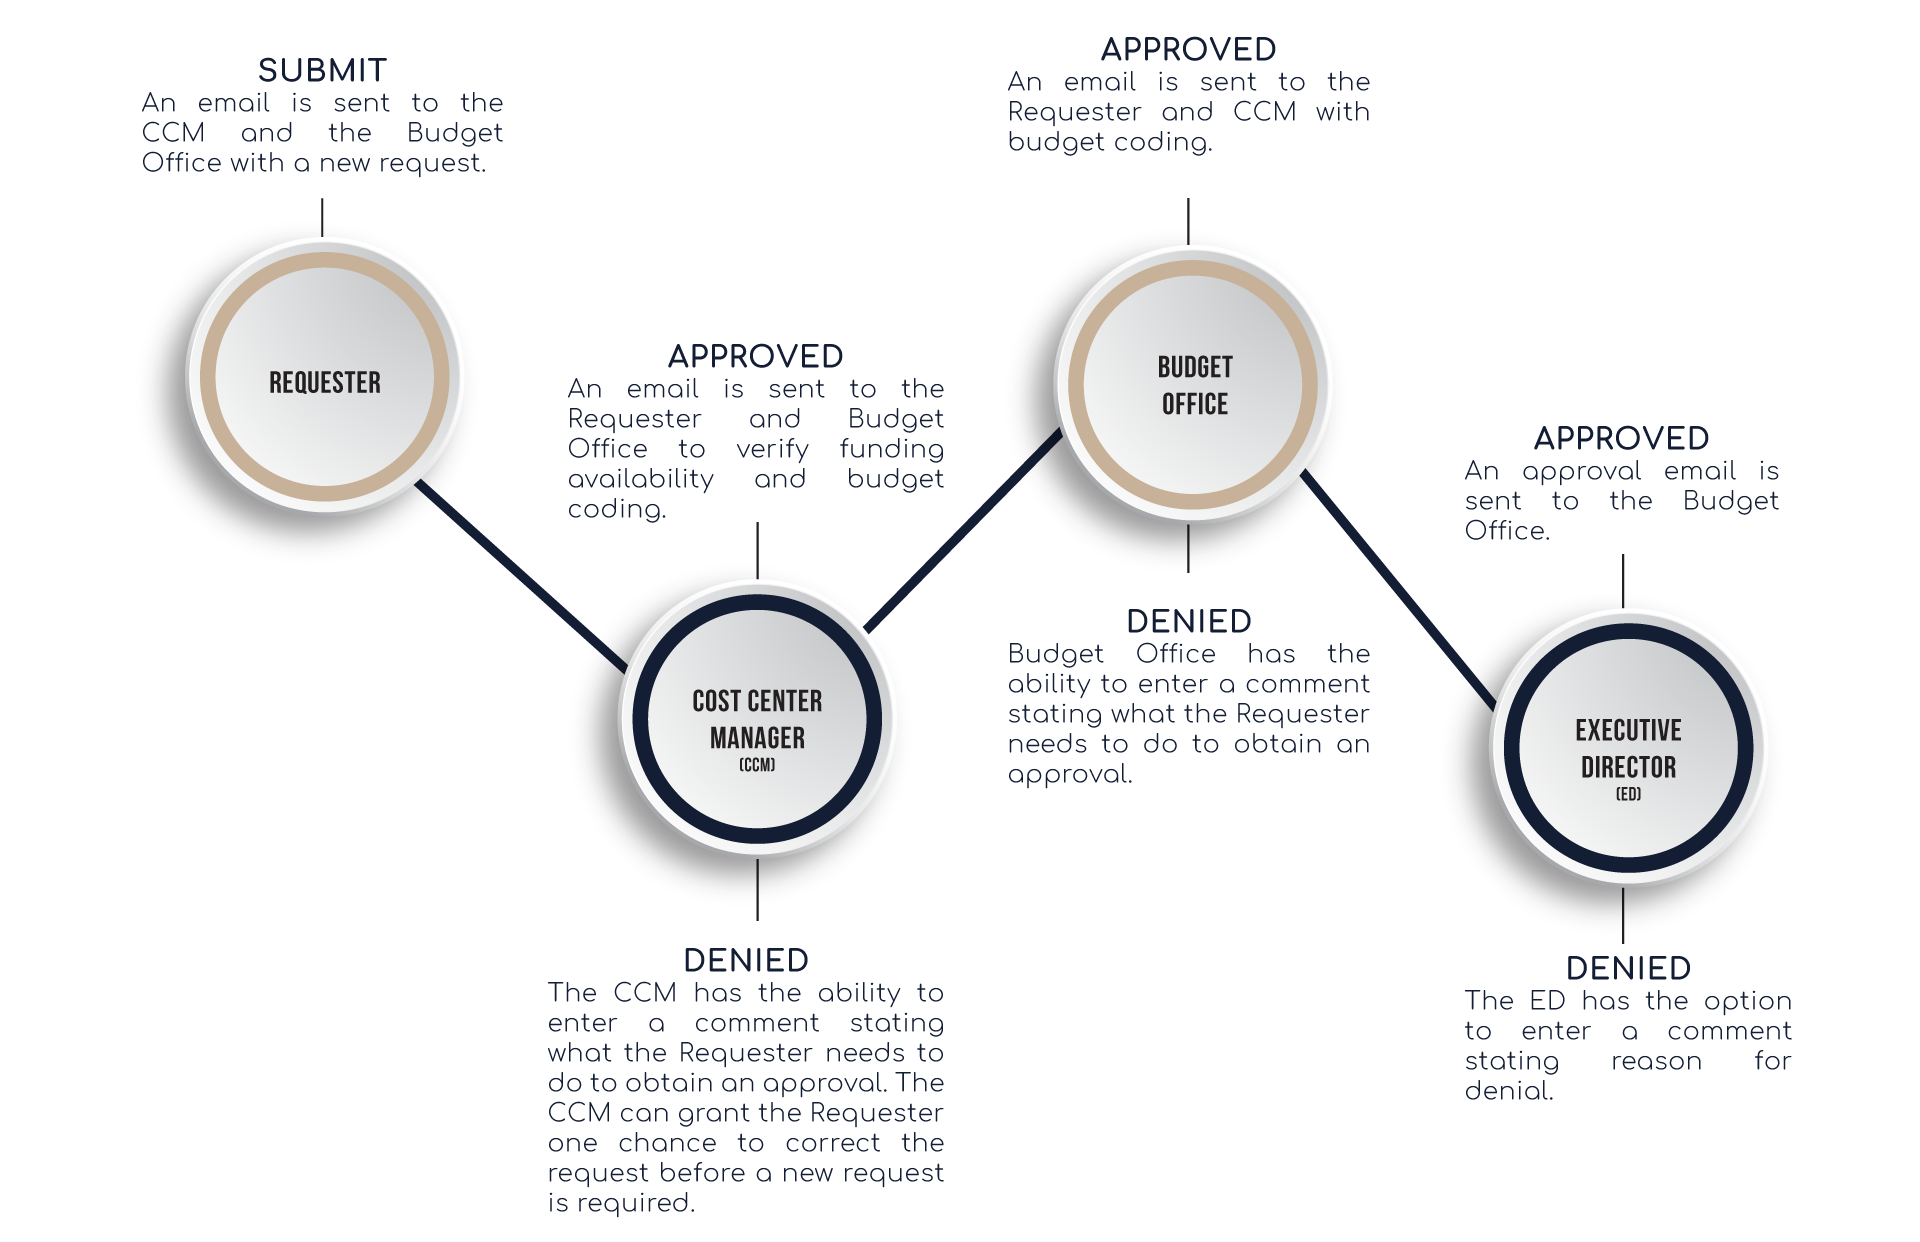 SUBMIT
An email is sent to the
CCM and the Budget
Office with a new request.
REQUESTER
APPROVED
An email is sent to the
Requester and Budget
Office to verify funding
availability and budget
coding.
COST CENTER
MANAGER
(CCM)
DENIED
The CCM has the ability to
enter a comment stating
what the Requester needs to
do to obtain an approval. The
CCM can grant the Requester
one chance to correct the
request before a new request
is required.
APPROVED
An email is sent to the
Requester and CCM with
budget coding.
BUDGET
OFFICE
DENIED
Budget Office has the
ability to enter a comment
stating what the Requester
needs to do to obtain an
approval.
APPROVED
An approval email is
sent to the Budget
Office.
EXECUTIVE
DIRECTOR
(ED)
DENIED
The ED has the option
to enter a comment
stating reason for
denial.